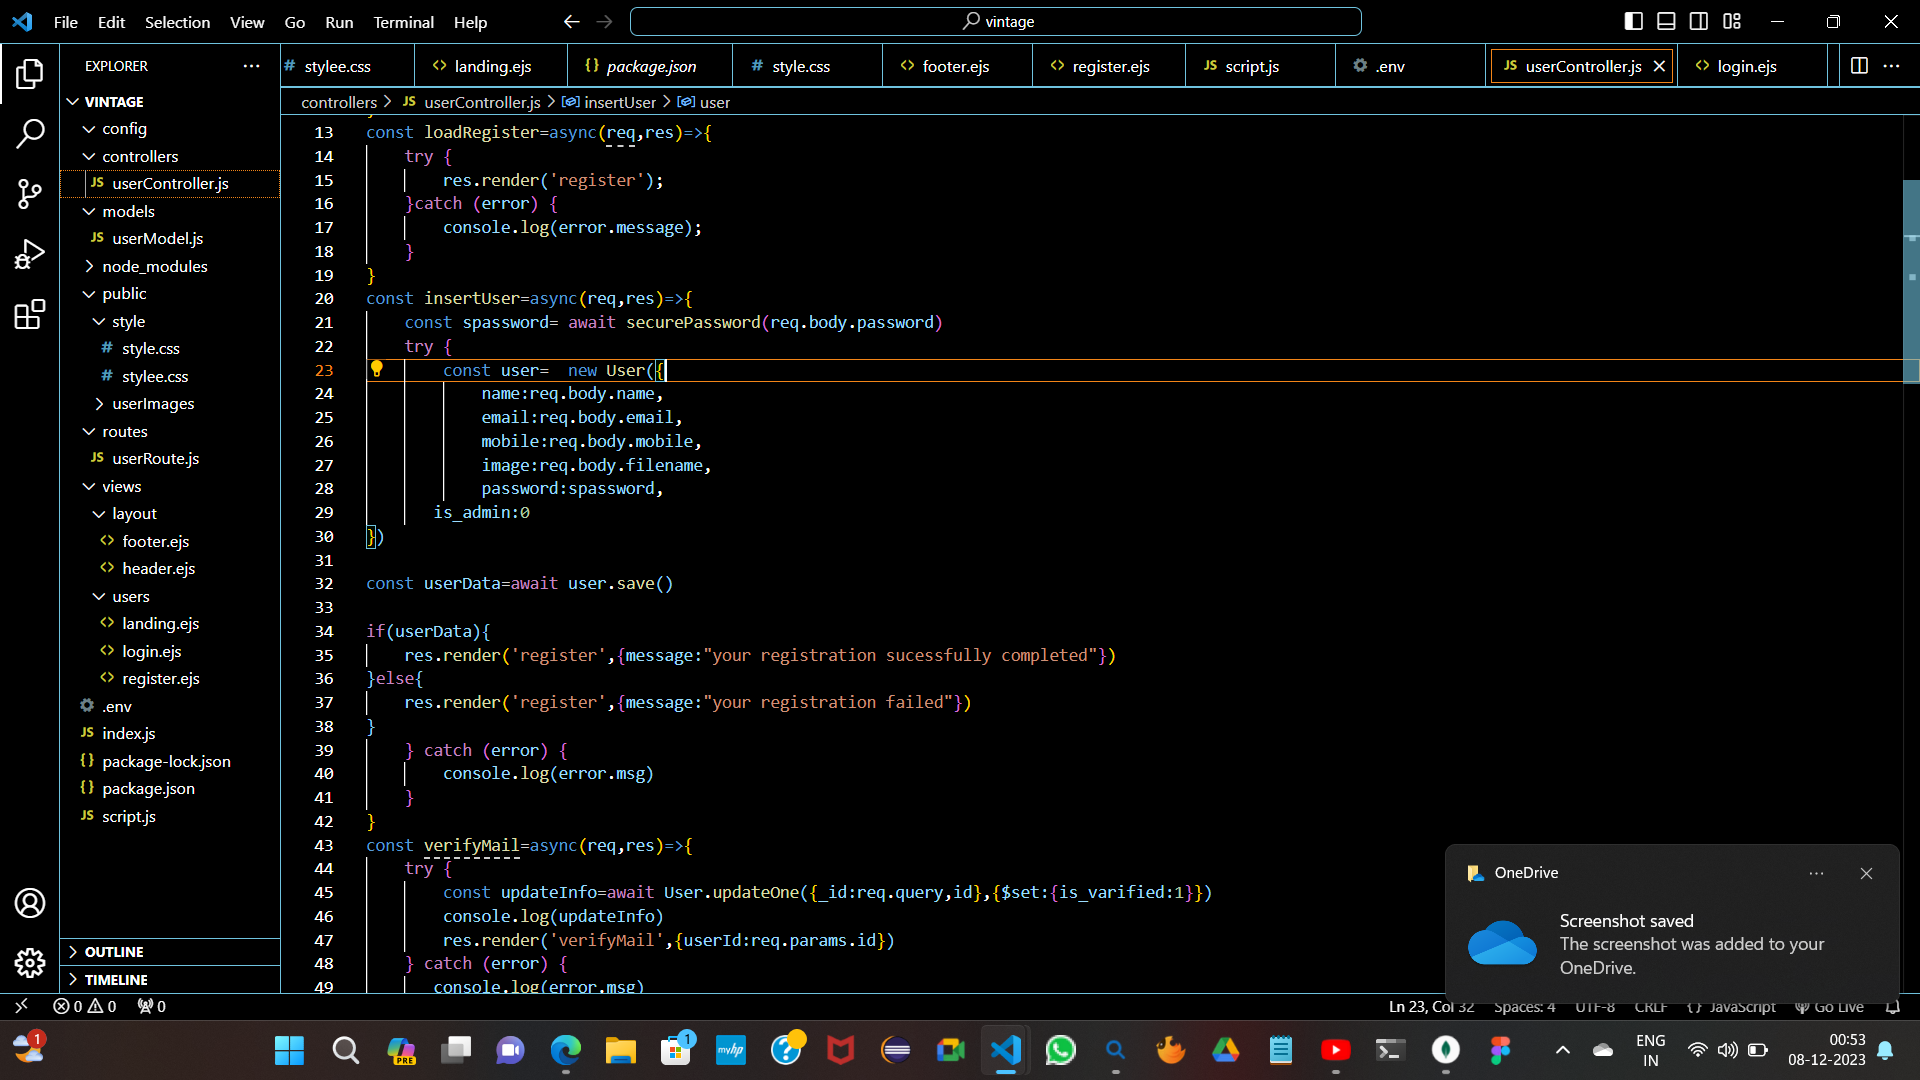 File Edit Selection View Go Run Terminal Help
vintage
EXPLORER
stylee.css landing.ejs package.json style.css footer.ejs register.ejs JS script.js .env JS userController.js login.ejs
VINTAGE
controllers > JS userController.js > insertUser > user
config
controllers
JS userController.js
models
JS userModel.js
node_modules
public
style
# style.css
# stylee.css
userImages
routes
JS userRoute.js
views
layout
footer.ejs
header.ejs
users
landing.ejs
login.ejs
register.ejs
.env
JS index.js
{} package-lock.json
{} package.json
JS script.js
OUTLINE
TIMELINE
13 const loadRegister=async(req,res)=>{
14 try {
15 res.render('register');
16 }catch (error) {
17 console.log(error.message);
18 }
19 }
20 const insertUser=async(req,res)=>{
21 const spassword= await securePassword(req.body.password)
22 try {
23 const user=  new User({
24 name:req.body.name,
25 email:req.body.email,
26 mobile:req.body.mobile,
27 image:req.body.filename,
28 password:spassword,
29 is_admin:0
30 })
31
32 const userData=await user.save()
33
34 if(userData){
35 res.render('register',{message:"your registration sucessfully completed"})
36 }else{
37 res.render('register',{message:"your registration failed"})
38 }
39 } catch (error) {
40 console.log(error.msg)
41 }
42 }
43 const verifyMail=async(req,res)=>{
44 try {
45 const updateInfo=await User.updateOne({_id:req.query,id},{$set:{is_varified:1}})
46 console.log(updateInfo)
47 res.render('verifyMail',{userId:req.params.id})
48 } catch (error) {
49 console.log(error.msg)
OneDrive
Screenshot saved
The screenshot was added to your
OneDrive.
0 0 0
Ln 23, Col 32 Spaces: 4 UTF-8 CRLF {} JavaScript Go Live
1
PRE
1
myhp
ENG
IN
00:53
08-12-2023